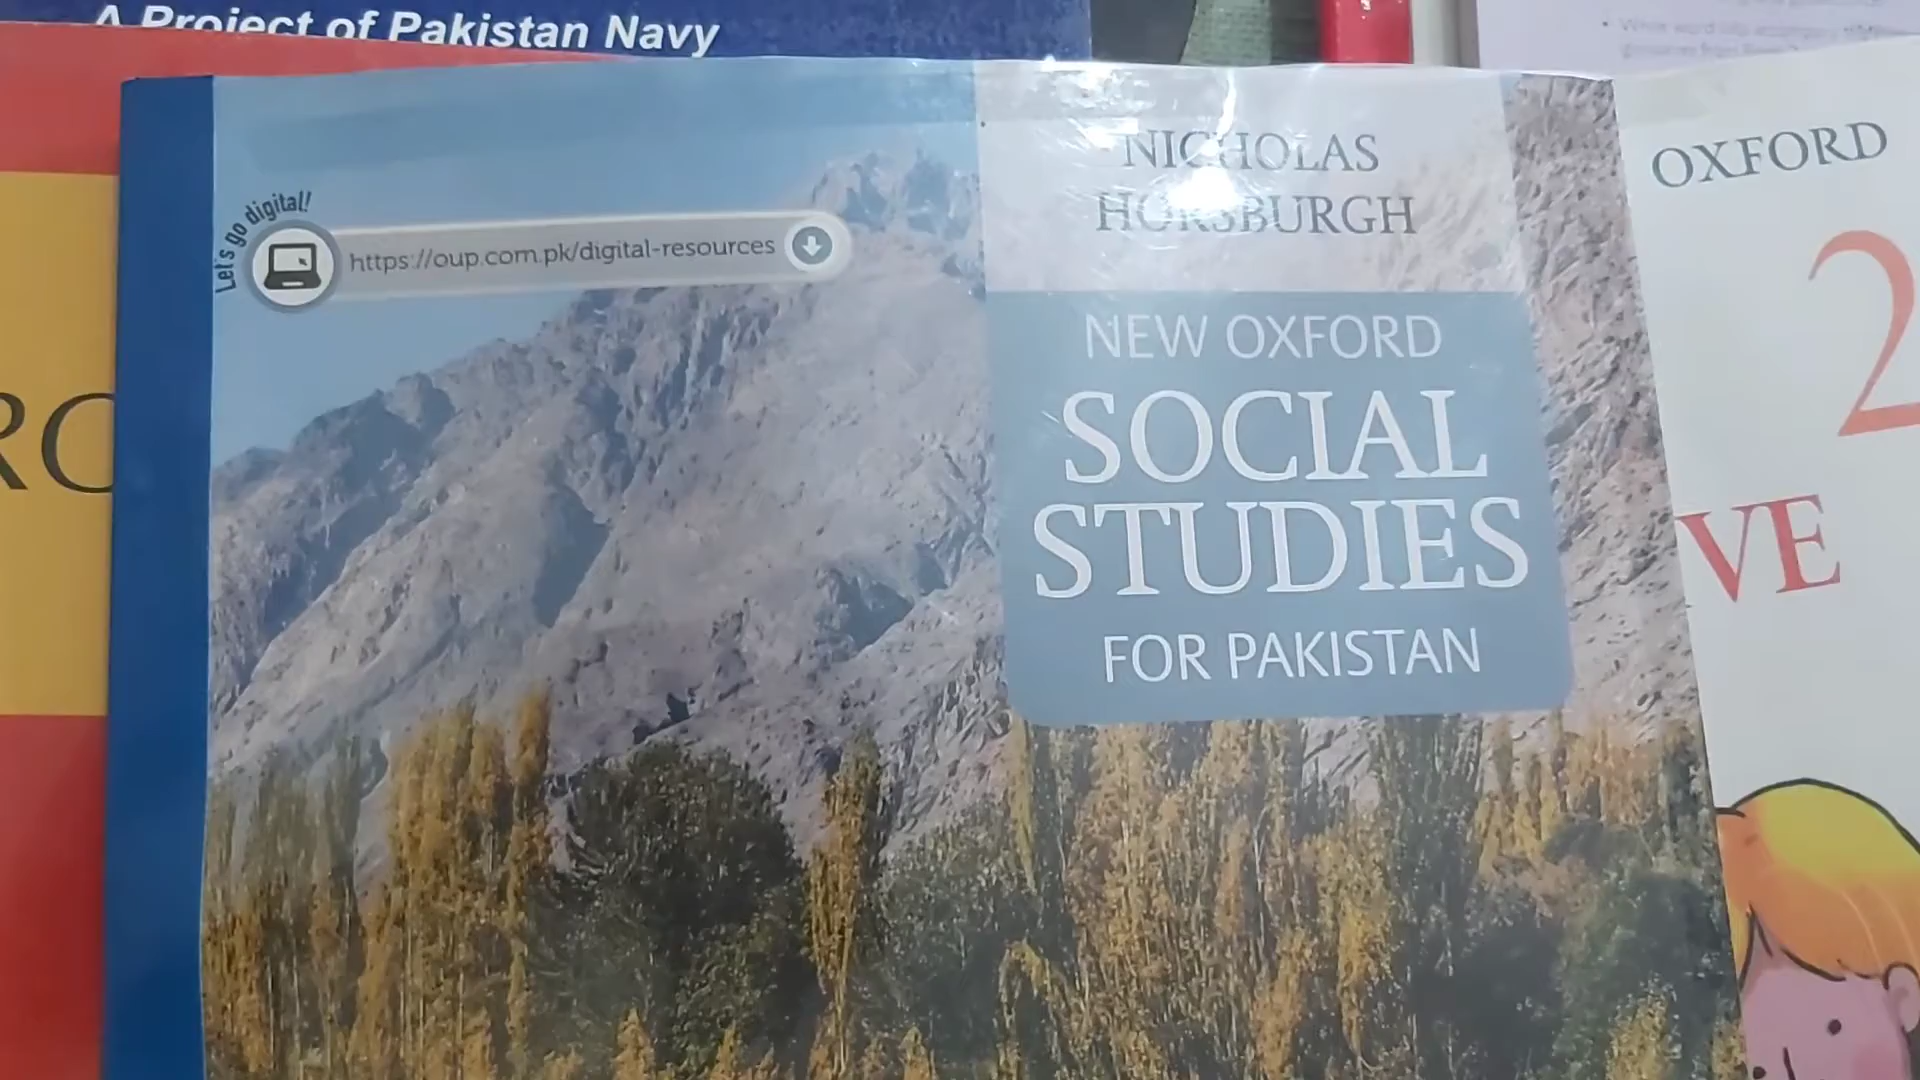 A Project of Pakistan Navy
Let's go digital!
https://oup.com.pk/digital-resources
NICHOLAS
HORSBURGH
NEW OXFORD
SOCIAL
STUDIES
FOR PAKISTAN
OXFORD
2
VE
RO